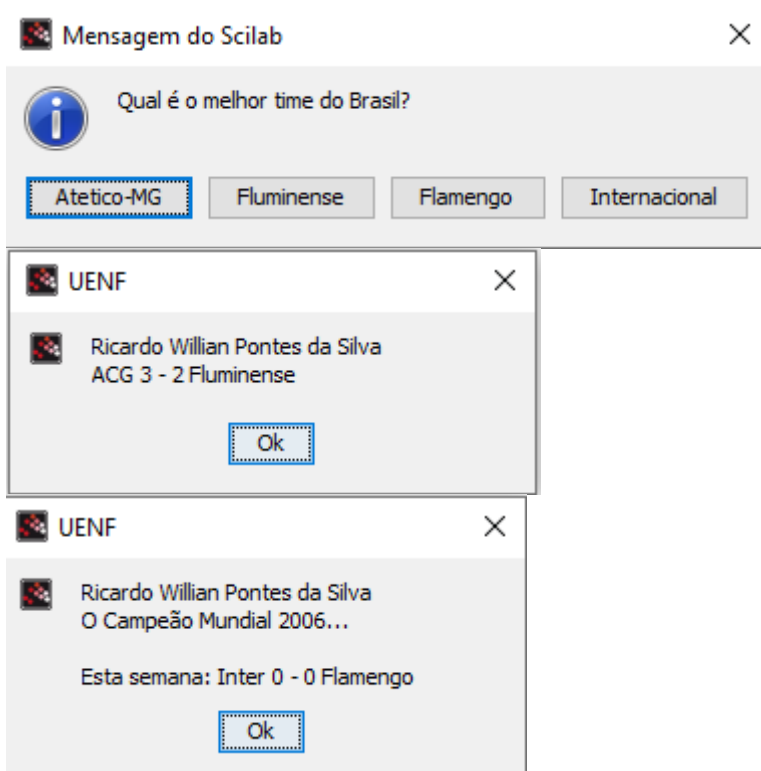 Mensagem do Scilab
Qual é o melhor time do Brasil?
Atetico-MG Fluminense Flamengo Internacional
UENF
Ricardo Willian Pontes da Silva
ACG 3 - 2 Fluminense
Ok
UENF
Ricardo Willian Pontes da Silva
O Campeão Mundial 2006...
Esta semana: Inter 0 - 0 Flamengo
Ok